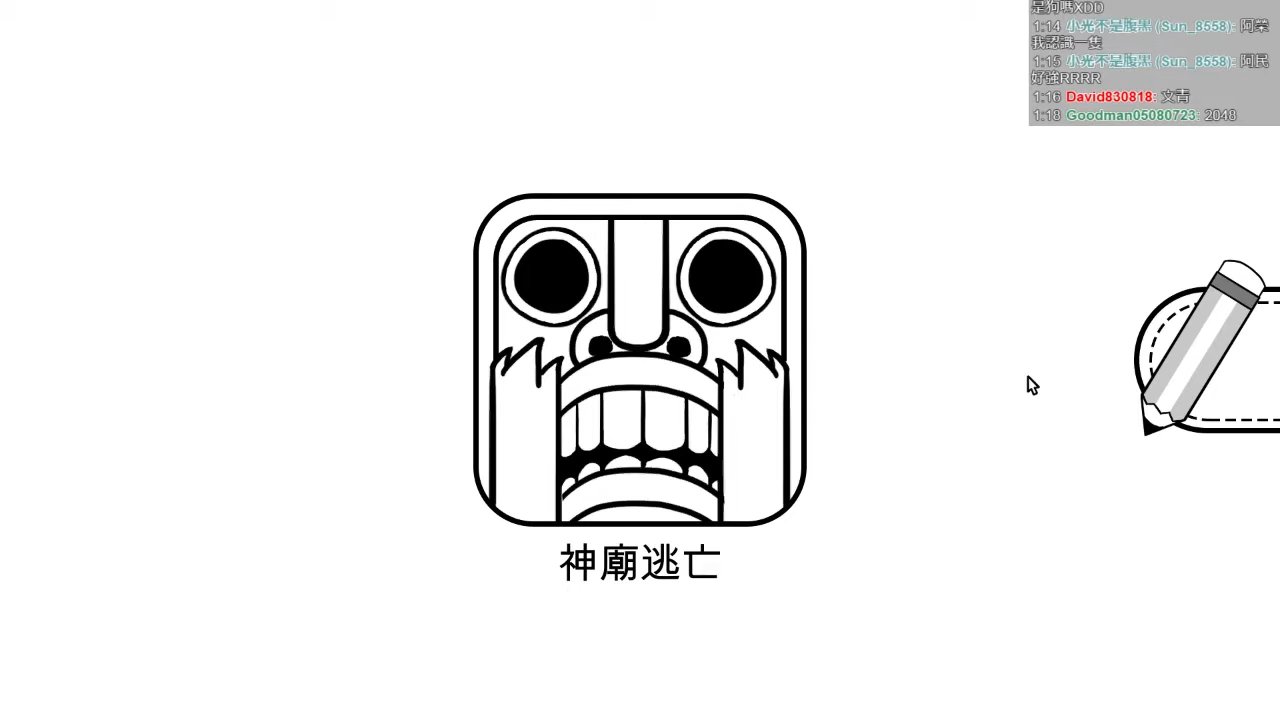 是狗嗎XDD
1:14 小光不是腹黑 (Sun_8558): 阿榮
我認識一隻
1:15 小光不是腹黑 (Sun_8558): 阿民
好強RRRR
1:16 David830818: 文青
1:18 Goodman05080723: 2048
神廟逃亡